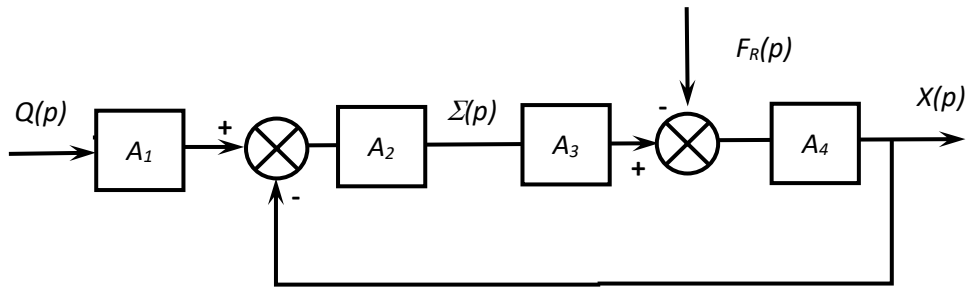 F_R(p)
Q(p)
Σ(p)
X(p)
+
-
A_1
A_2
A_3
A_4
+
-